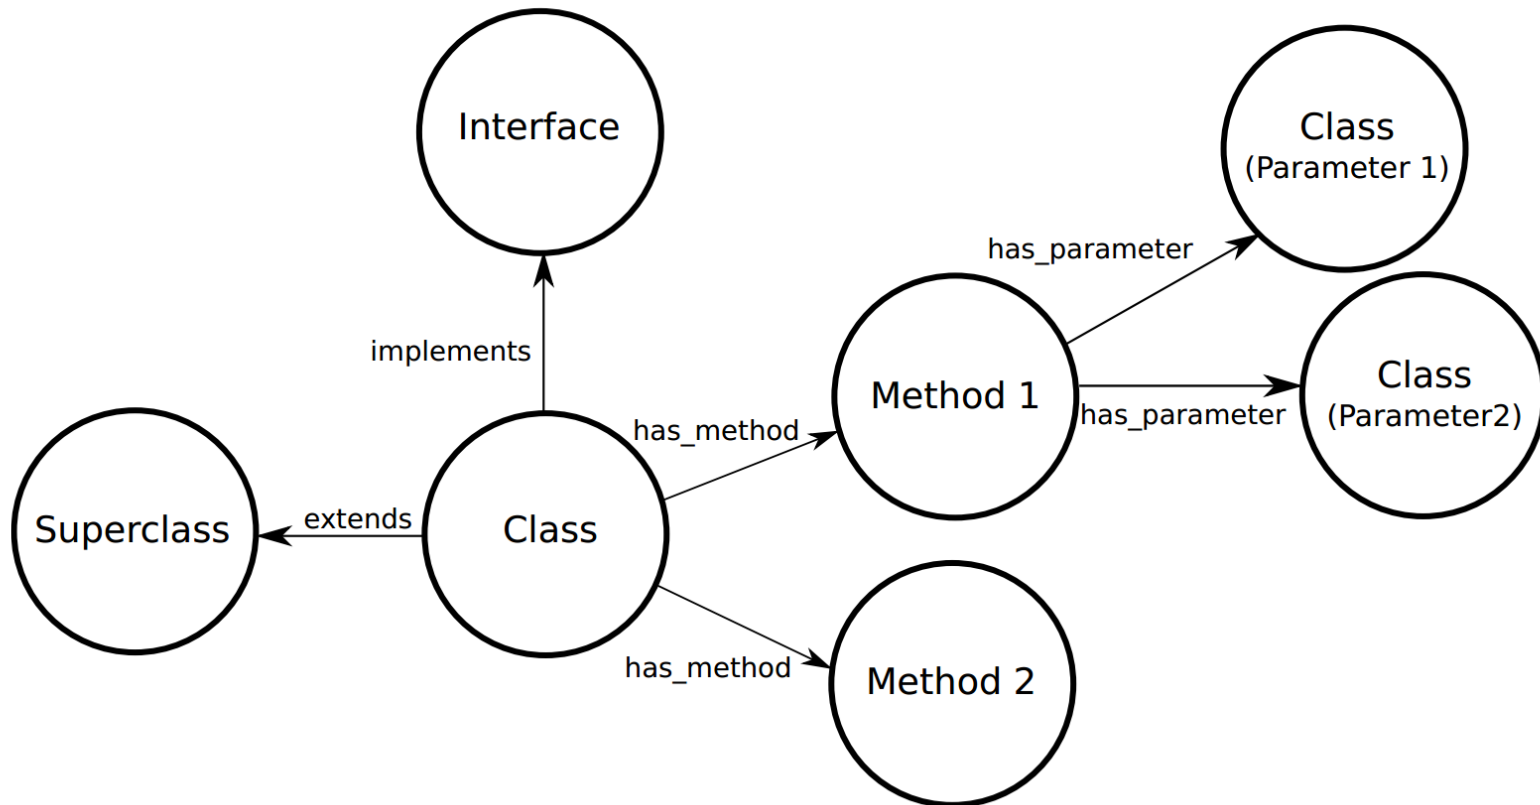 Interface
Class
(Parameter 1)
has_parameter
implements
Method 1
Class
(Parameter2)
has_parameter
has_method
Superclass
extends
Class
has_method
Method 2